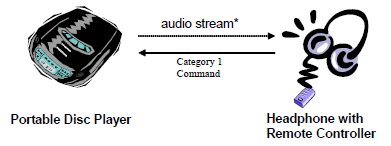 audio stream*
Category 1
Command
Portable Disc Player
Headphone with
Remote Controller